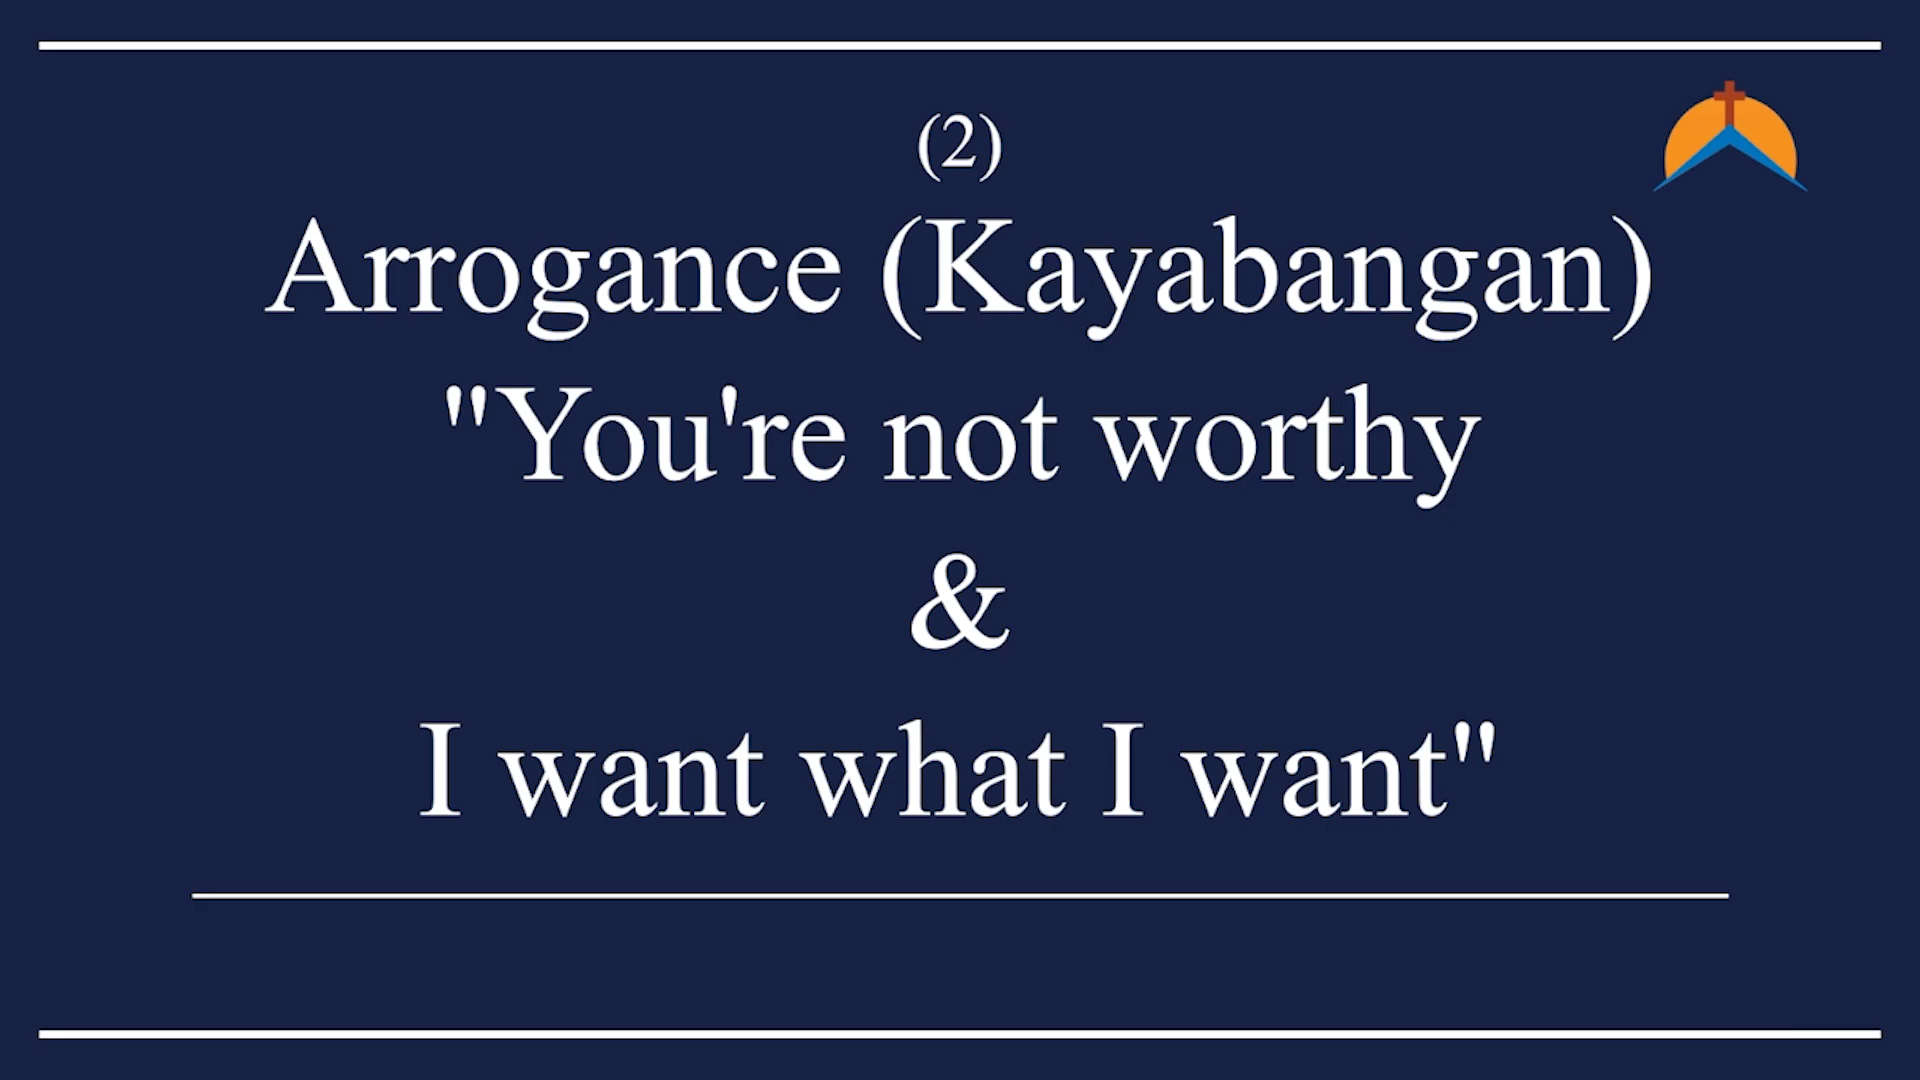 (2)
Arrogance (Kayabangan)
"You're not worthy
&
I want what I want"